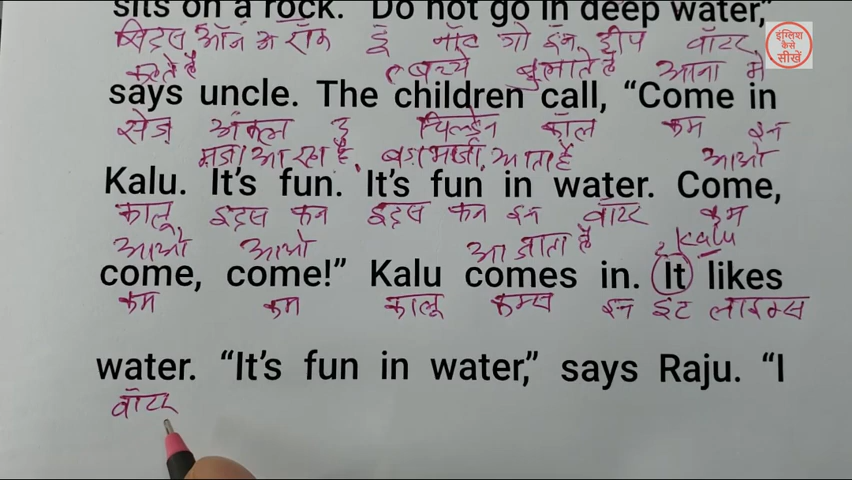 sits on a rock. "Do not go in deep water,"
सिट्स ऑन अ रॉक डू नॉट गो इन डीप वॉटर
इंग्लिश
कैसे
सीखें
कहते हैं बच्चे बुलाते हैं आना में
says uncle. The children call, "Come in
सेज़ अंकल द चिल्ड्रेन कॉल कम इन
मज़ा आ रहा है, बड़ा मज़ा आता है आओ
Kalu. It's fun. It's fun in water. Come,
कालू इट्स फन इट्स फन इन वॉटर कम
आओ आओ आ जाता है Kalu
come, come!" Kalu comes in. It likes
कम कम कालू कम्स इन इट लाइक्स
water. "It's fun in water," says Raju. "I
वॉटर